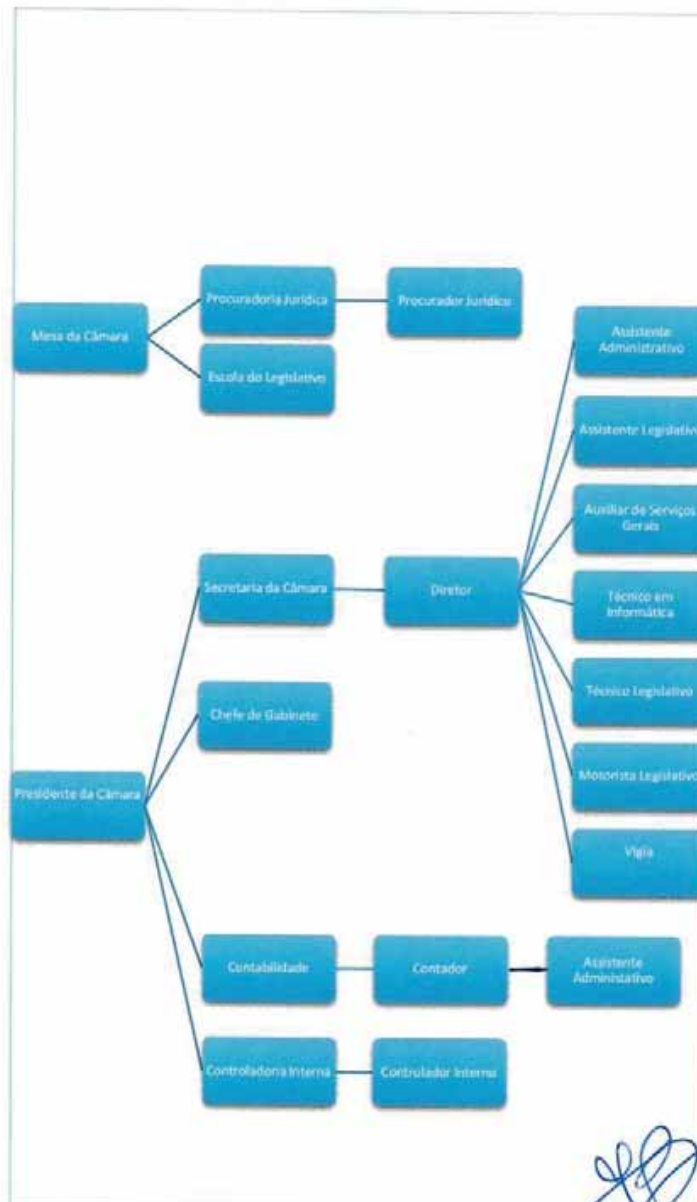 Mesa da Câmara
Procuradoria Jurídica
Procurador Jurídico
Escola do Legislativo
Presidente da Câmara
Secretaria da Câmara
Diretor
Assistente
Administrativo
Assistente Legislativo
Auxiliar de Serviços
Gerais
Técnico em
Informática
Técnico Legislativo
Motorista Legislativo
Vigia
Chefe de Gabinete
Contabilidade
Contador
Assistente
Administativo
Controladoria Interna
Controlador Interno